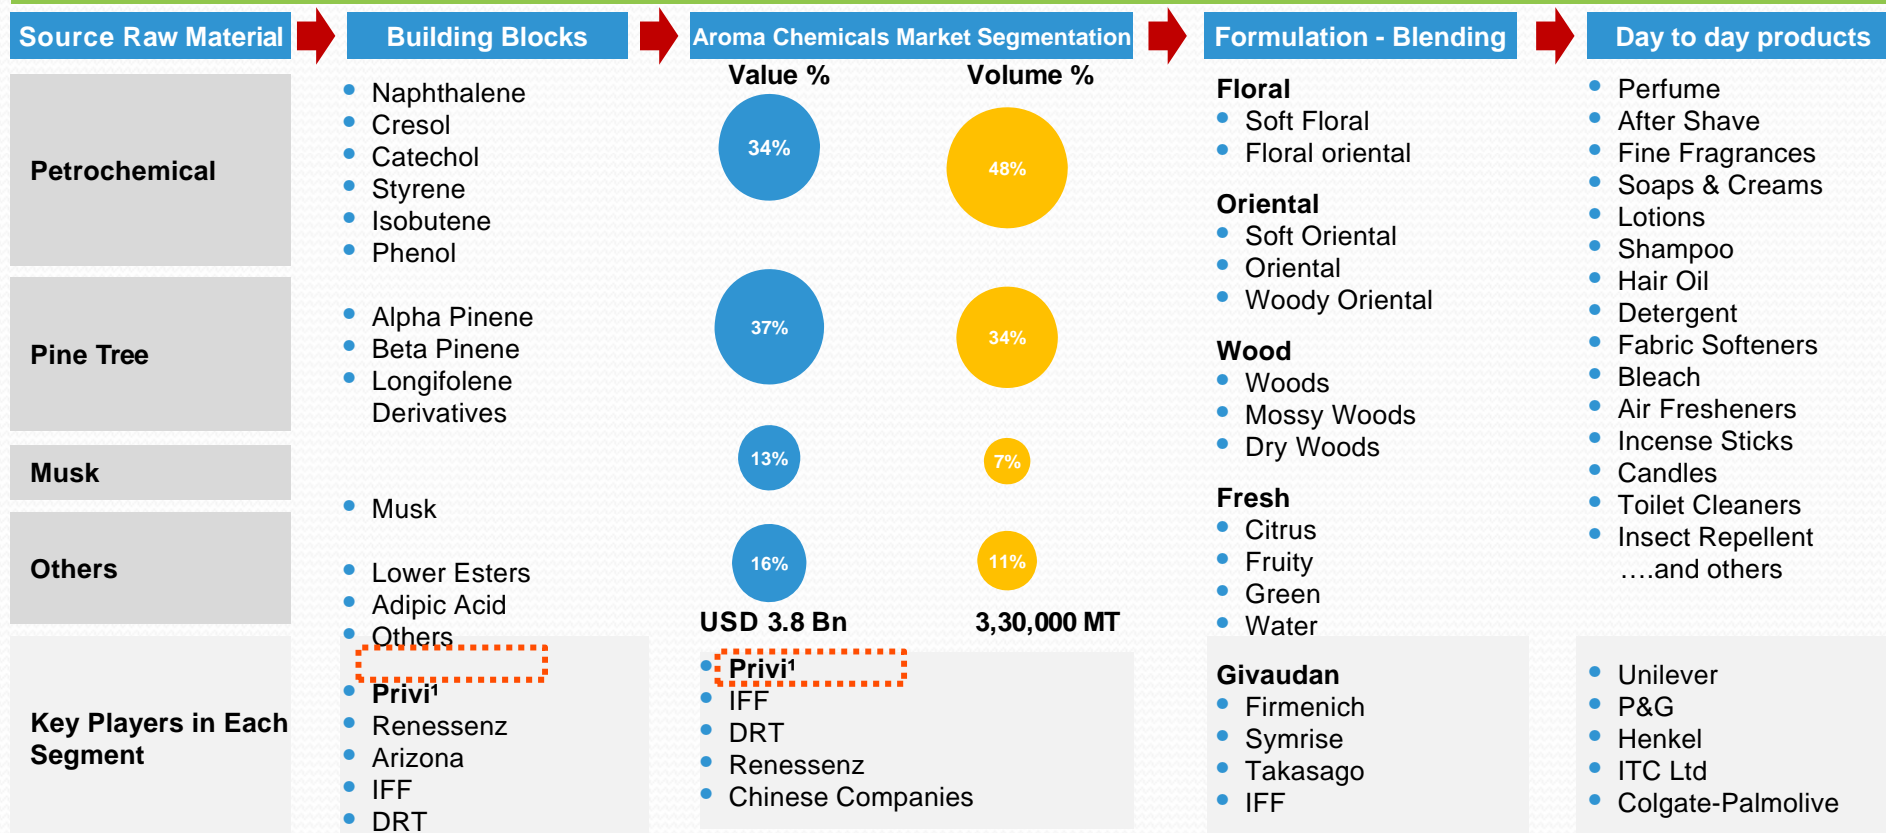 Source Raw Material
Building Blocks
Aroma Chemicals Market Segmentation
Formulation - Blending
Day to day products
Petrochemical
Pine Tree
Musk
Others
Key Players in Each
Segment
Naphthalene
Cresol
Catechol
Styrene
Isobutene
Phenol
Alpha Pinene
Beta Pinene
Longifolene
Derivatives
Musk
Lower Esters
Adipic Acid
Others
Privi¹
Renessenz
Arizona
IFF
DRT
Value %
Volume %
34%
48%
37%
34%
13%
7%
16%
11%
USD 3.8 Bn
3,30,000 MT
Privi¹
IFF
DRT
Renessenz
Chinese Companies
Floral
Soft Floral
Floral oriental
Oriental
Soft Oriental
Oriental
Woody Oriental
Wood
Woods
Mossy Woods
Dry Woods
Fresh
Citrus
Fruity
Green
Water
Givaudan
Firmenich
Symrise
Takasago
IFF
Perfume
After Shave
Fine Fragrances
Soaps & Creams
Lotions
Shampoo
Hair Oil
Detergent
Fabric Softeners
Bleach
Air Fresheners
Incense Sticks
Candles
Toilet Cleaners
Insect Repellent
….and others
Unilever
P&G
Henkel
ITC Ltd
Colgate-Palmolive